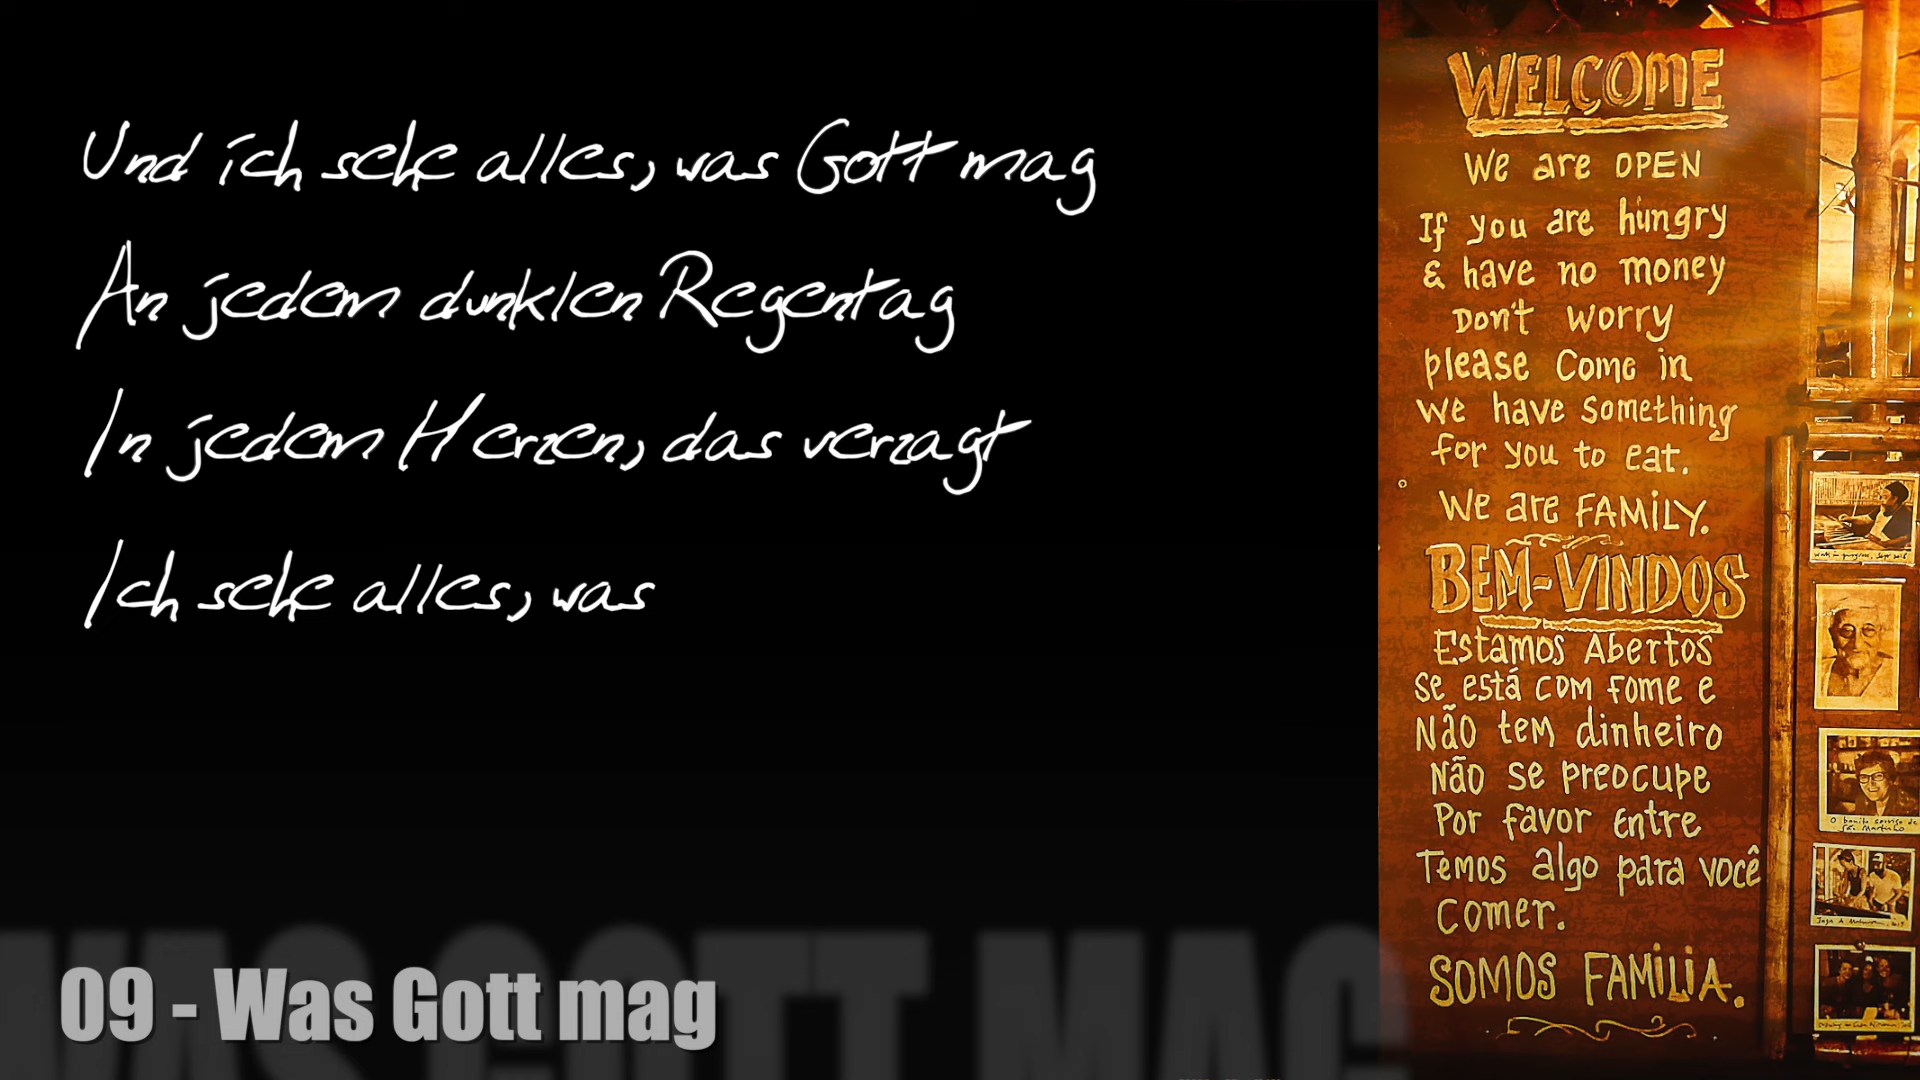 Und ich sehe alles, was Gott mag
An jedem dunklen Regentag
In jedem Herzen, das verzagt
Ich sehe alles, was
09 - Was Gott mag
WAS GOTT MAG
WELCOME
We are OPEN
If you are hungry
& have no money
Don't worry
please Come in
We have something
for you to eat.
We are FAMILY.
BEM-VINDOS
Estamos Abertos
Se está com fome e
Não tem dinheiro
Não se preocupe
Por favor Entre
Temos algo para você
Comer.
SOMOS FAMILIA.